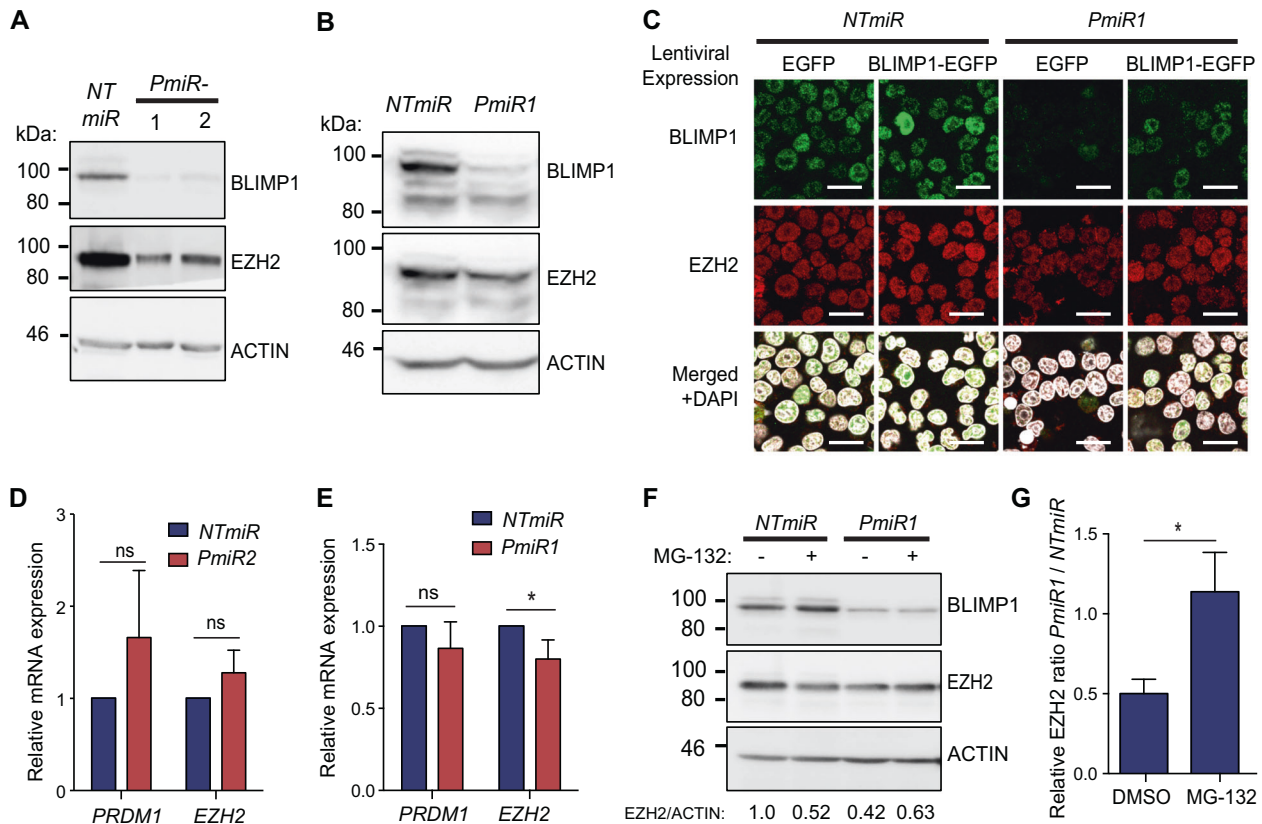 A
NT
miR
PmiR-
1 2
kDa:
100
80
BLIMP1
100
80
EZH2
46
ACTIN
B
NTmiR PmiR1
kDa:
100
80
BLIMP1
100
80
EZH2
46
ACTIN
C
NTmiR PmiR1
Lentiviral
Expression
EGFP BLIMP1-EGFP EGFP BLIMP1-EGFP
BLIMP1
EZH2
Merged
+DAPI
D
Relative mRNA expression
3
2
1
0
NTmiR
PmiR2
ns
ns
PRDM1 EZH2
E
Relative mRNA expression
1.5
1.0
0.5
0.0
NTmiR
PmiR1
ns
*
PRDM1 EZH2
F
NTmiR PmiR1
MG-132: - + - +
100
80
BLIMP1
100
80
EZH2
46
ACTIN
EZH2/ACTIN: 1.0 0.52 0.42 0.63
G
Relative EZH2 ratio PmiR1 / NTmiR
1.5
1.0
0.5
0.0
*
DMSO MG-132